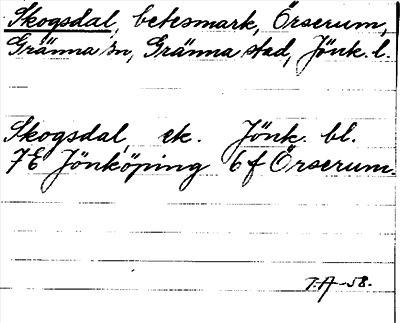 Skogsdal, betesmark, Örserum,
Gränna sn, Gränna stad, Jönk. l.
Skogsdal, ek. Jönk. bl.
7E Jönköping 6f Örserum.
T.A -58.